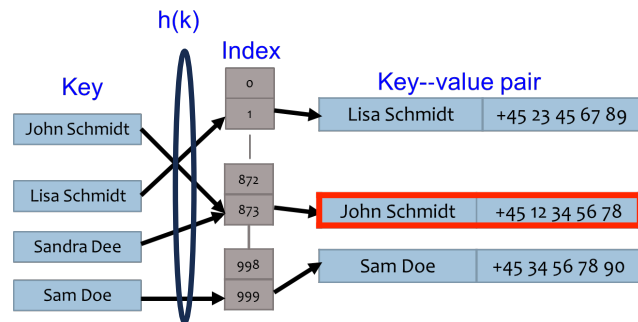 h(k)
Index
Key
Key--value pair
0
1
John Schmidt
Lisa Schmidt
Sandra Dee
Sam Doe
872
873
998
999
Lisa Schmidt +45 23 45 67 89
John Schmidt +45 12 34 56 78
Sam Doe +45 34 56 78 90